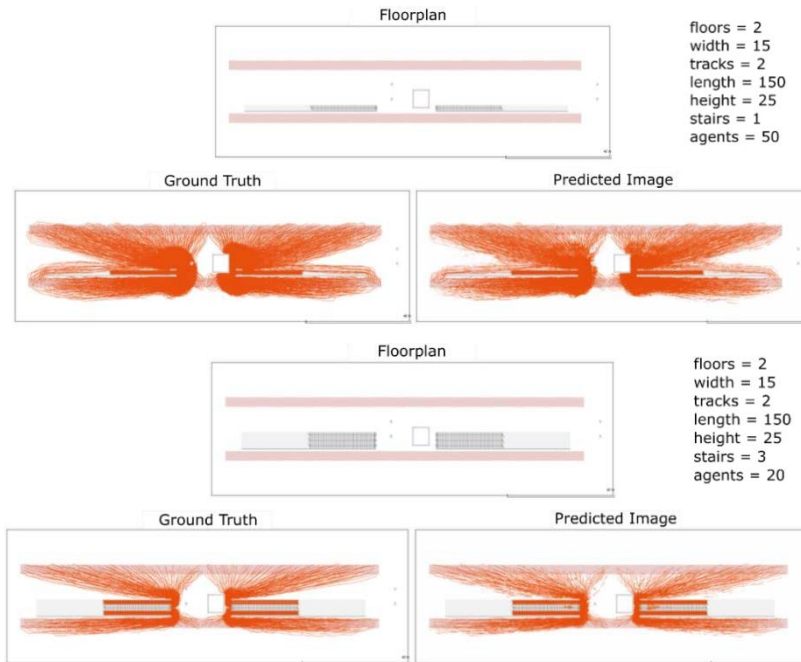 Floorplan
floors = 2
width = 15
tracks = 2
length = 150
height = 25
stairs = 1
agents = 50
Ground Truth
Predicted Image
Floorplan
floors = 2
width = 15
tracks = 2
length = 150
height = 25
stairs = 3
agents = 20
Ground Truth
Predicted Image